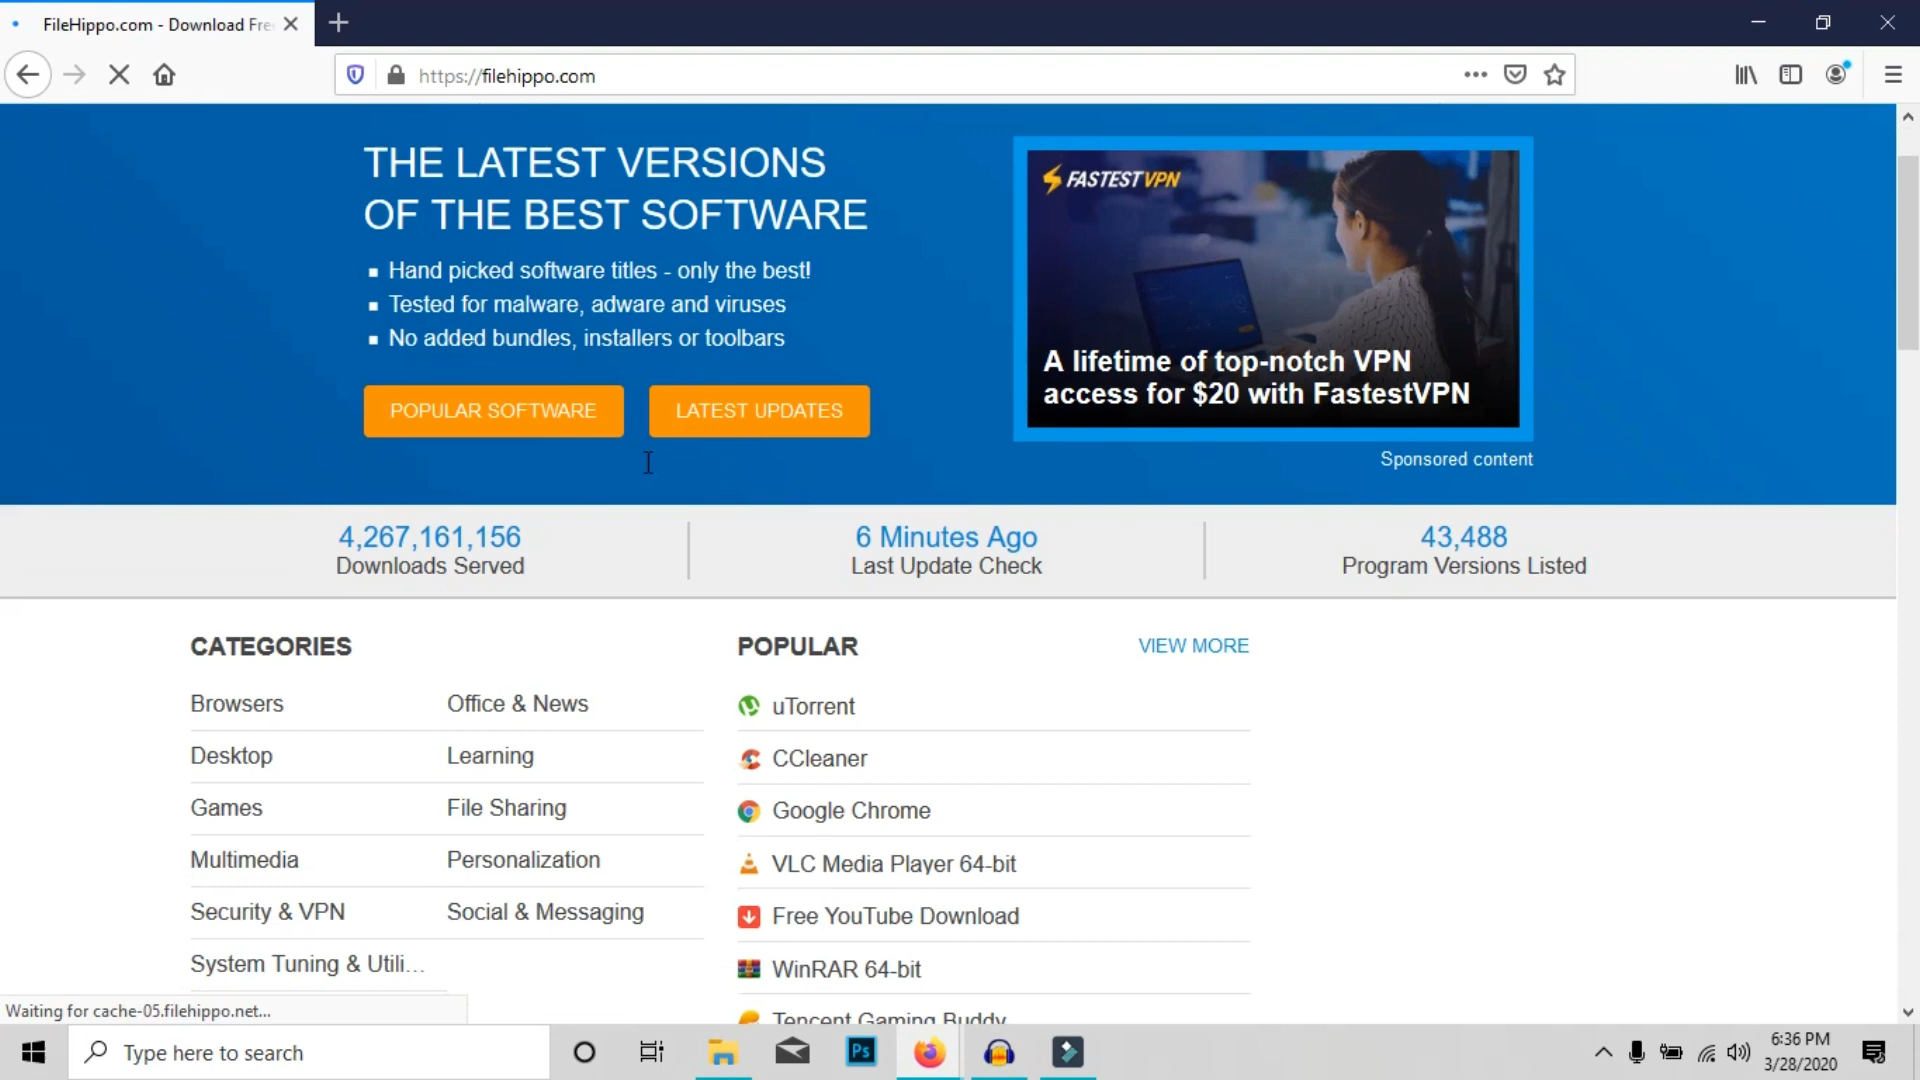 FileHippo.com - Download Fre
https://filehippo.com
THE LATEST VERSIONS
OF THE BEST SOFTWARE
Hand picked software titles - only the best!
Tested for malware, adware and viruses
No added bundles, installers or toolbars
POPULAR SOFTWARE
LATEST UPDATES
FASTESTVPN
A lifetime of top-notch VPN
access for $20 with FastestVPN
Sponsored content
4,267,161,156
Downloads Served
6 Minutes Ago
Last Update Check
43,488
Program Versions Listed
CATEGORIES
Browsers
Office & News
Desktop
Learning
Games
File Sharing
Multimedia
Personalization
Security & VPN
Social & Messaging
System Tuning & Utili...
POPULAR
VIEW MORE
uTorrent
CCleaner
Google Chrome
VLC Media Player 64-bit
Free YouTube Download
WinRAR 64-bit
Tencent Gaming Buddy
Waiting for cache-05.filehippo.net...
Type here to search
Ps
6:36 PM
3/28/2020